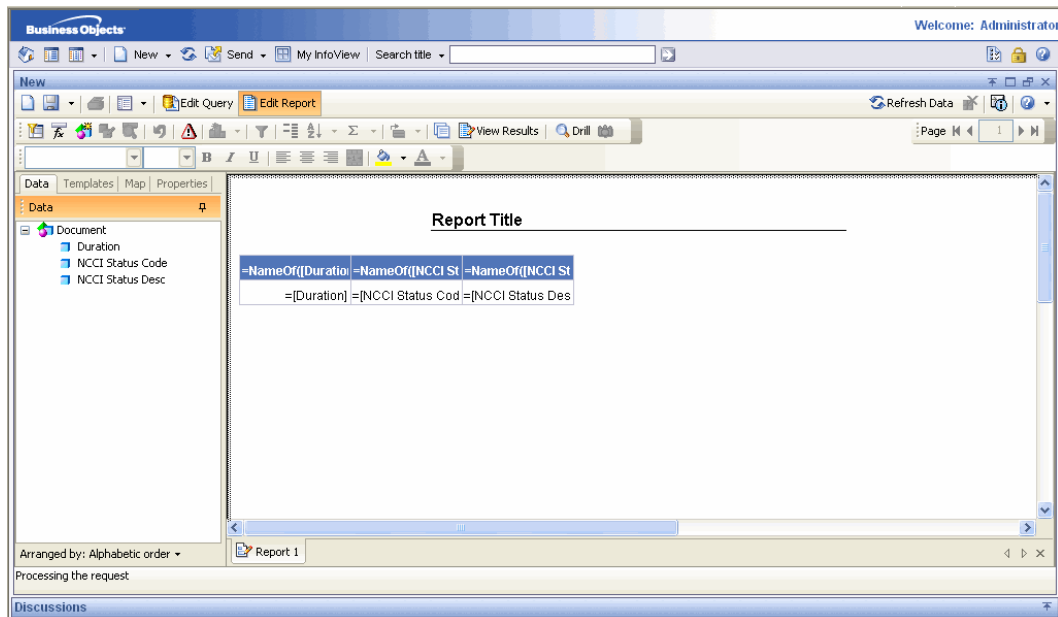 Business Objects
Welcome: Administrator
New Send My InfoView Search title
New
Edit Query Edit Report Refresh Data
View Results Drill Page 1
B I U A
Data Templates Map Properties
Data
Document
Duration
NCCI Status Code
NCCI Status Desc
Report Title
=NameOf([Duration =NameOf([NCCI St =NameOf([NCCI St
=[Duration] =[NCCI Status Cod =[NCCI Status Des
Arranged by: Alphabetic order
Report 1
Processing the request
Discussions